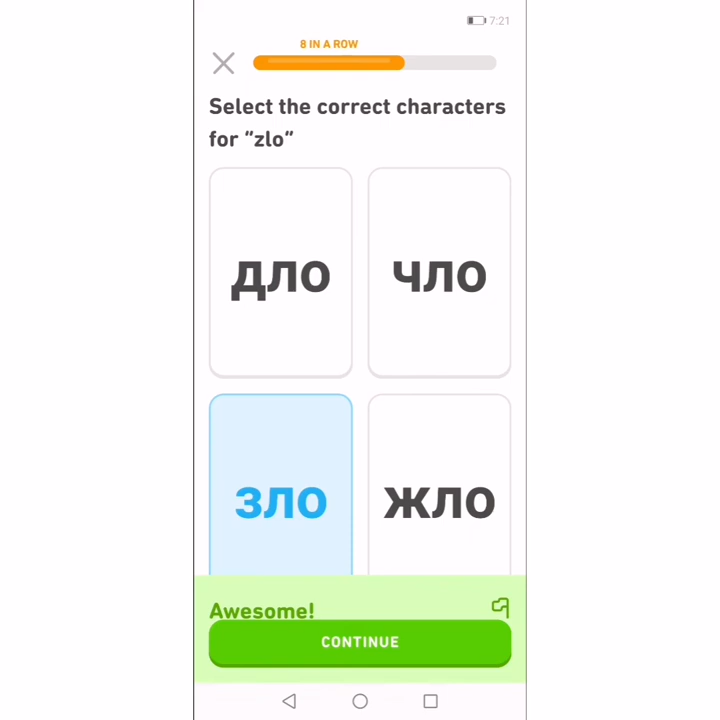 7:21
8 IN A ROW
Select the correct characters
for “zlo”
дло
чло
зло
жло
Awesome!
CONTINUE